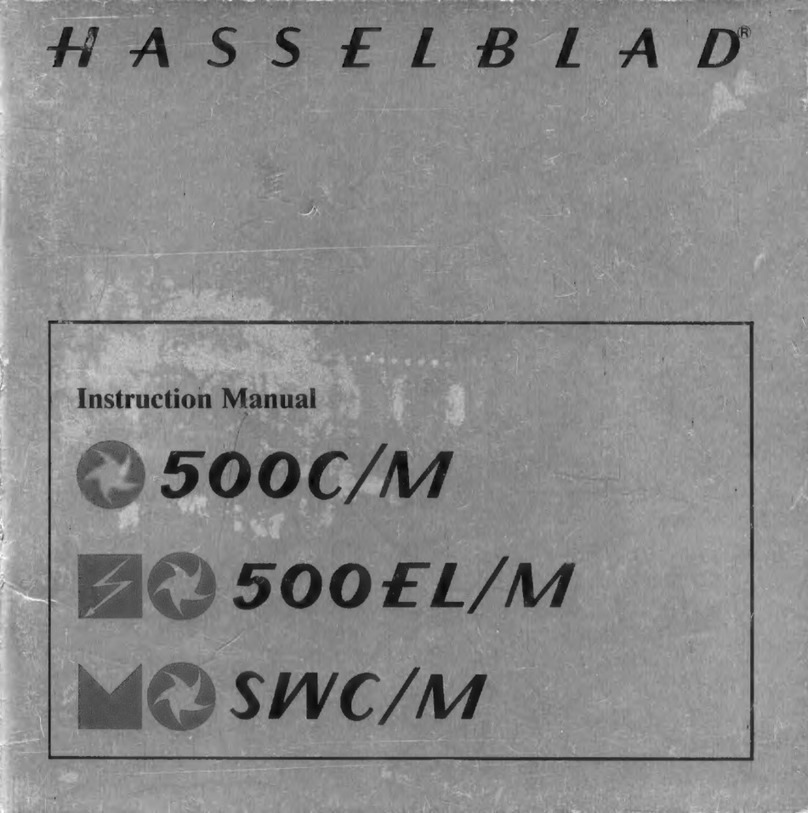 HASSELBLAD®
Instruction Manual
500C/M
500EL/M
SWC/M